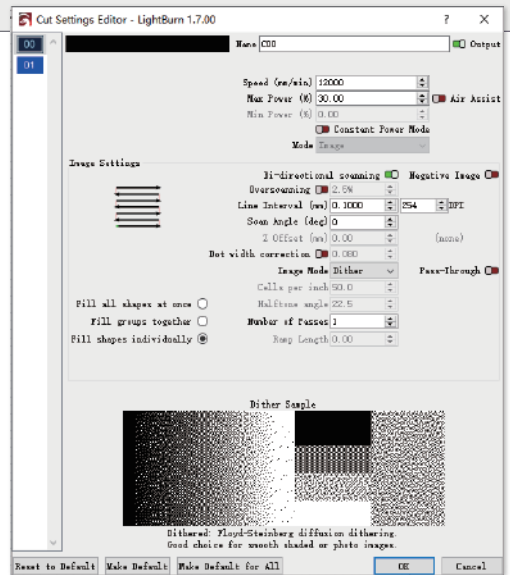 Cut Settings Editor - LightBurn 1.7.00
? X
00
01
Name C00 Output
Speed (mm/min) 12000
Max Power (%) 30.00 Air Assist
Min Power (%) 0.00
Constant Power Mode
Mode Image
Image Settings
Bi-directional scanning Negative Image
Overscanning 2.5%
Line Interval (mm) 0.1000 254 DPI
Scan Angle (deg) 0
Z Offset (mm) 0.00 (none)
Dot width correction 0.080
Image Mode Dither Pass-Through
Cells per inch 50.0
Fill all shapes at once Halftone angle 22.5
Fill groups together Number of Passes 1
Fill shapes individually Ramp Length 0.00
Dither Sample
Dithered: Floyd-Steinberg diffusion dithering.
Good choice for smooth shaded or photo images.
Reset to Default Make Default Make Default for All OK Cancel